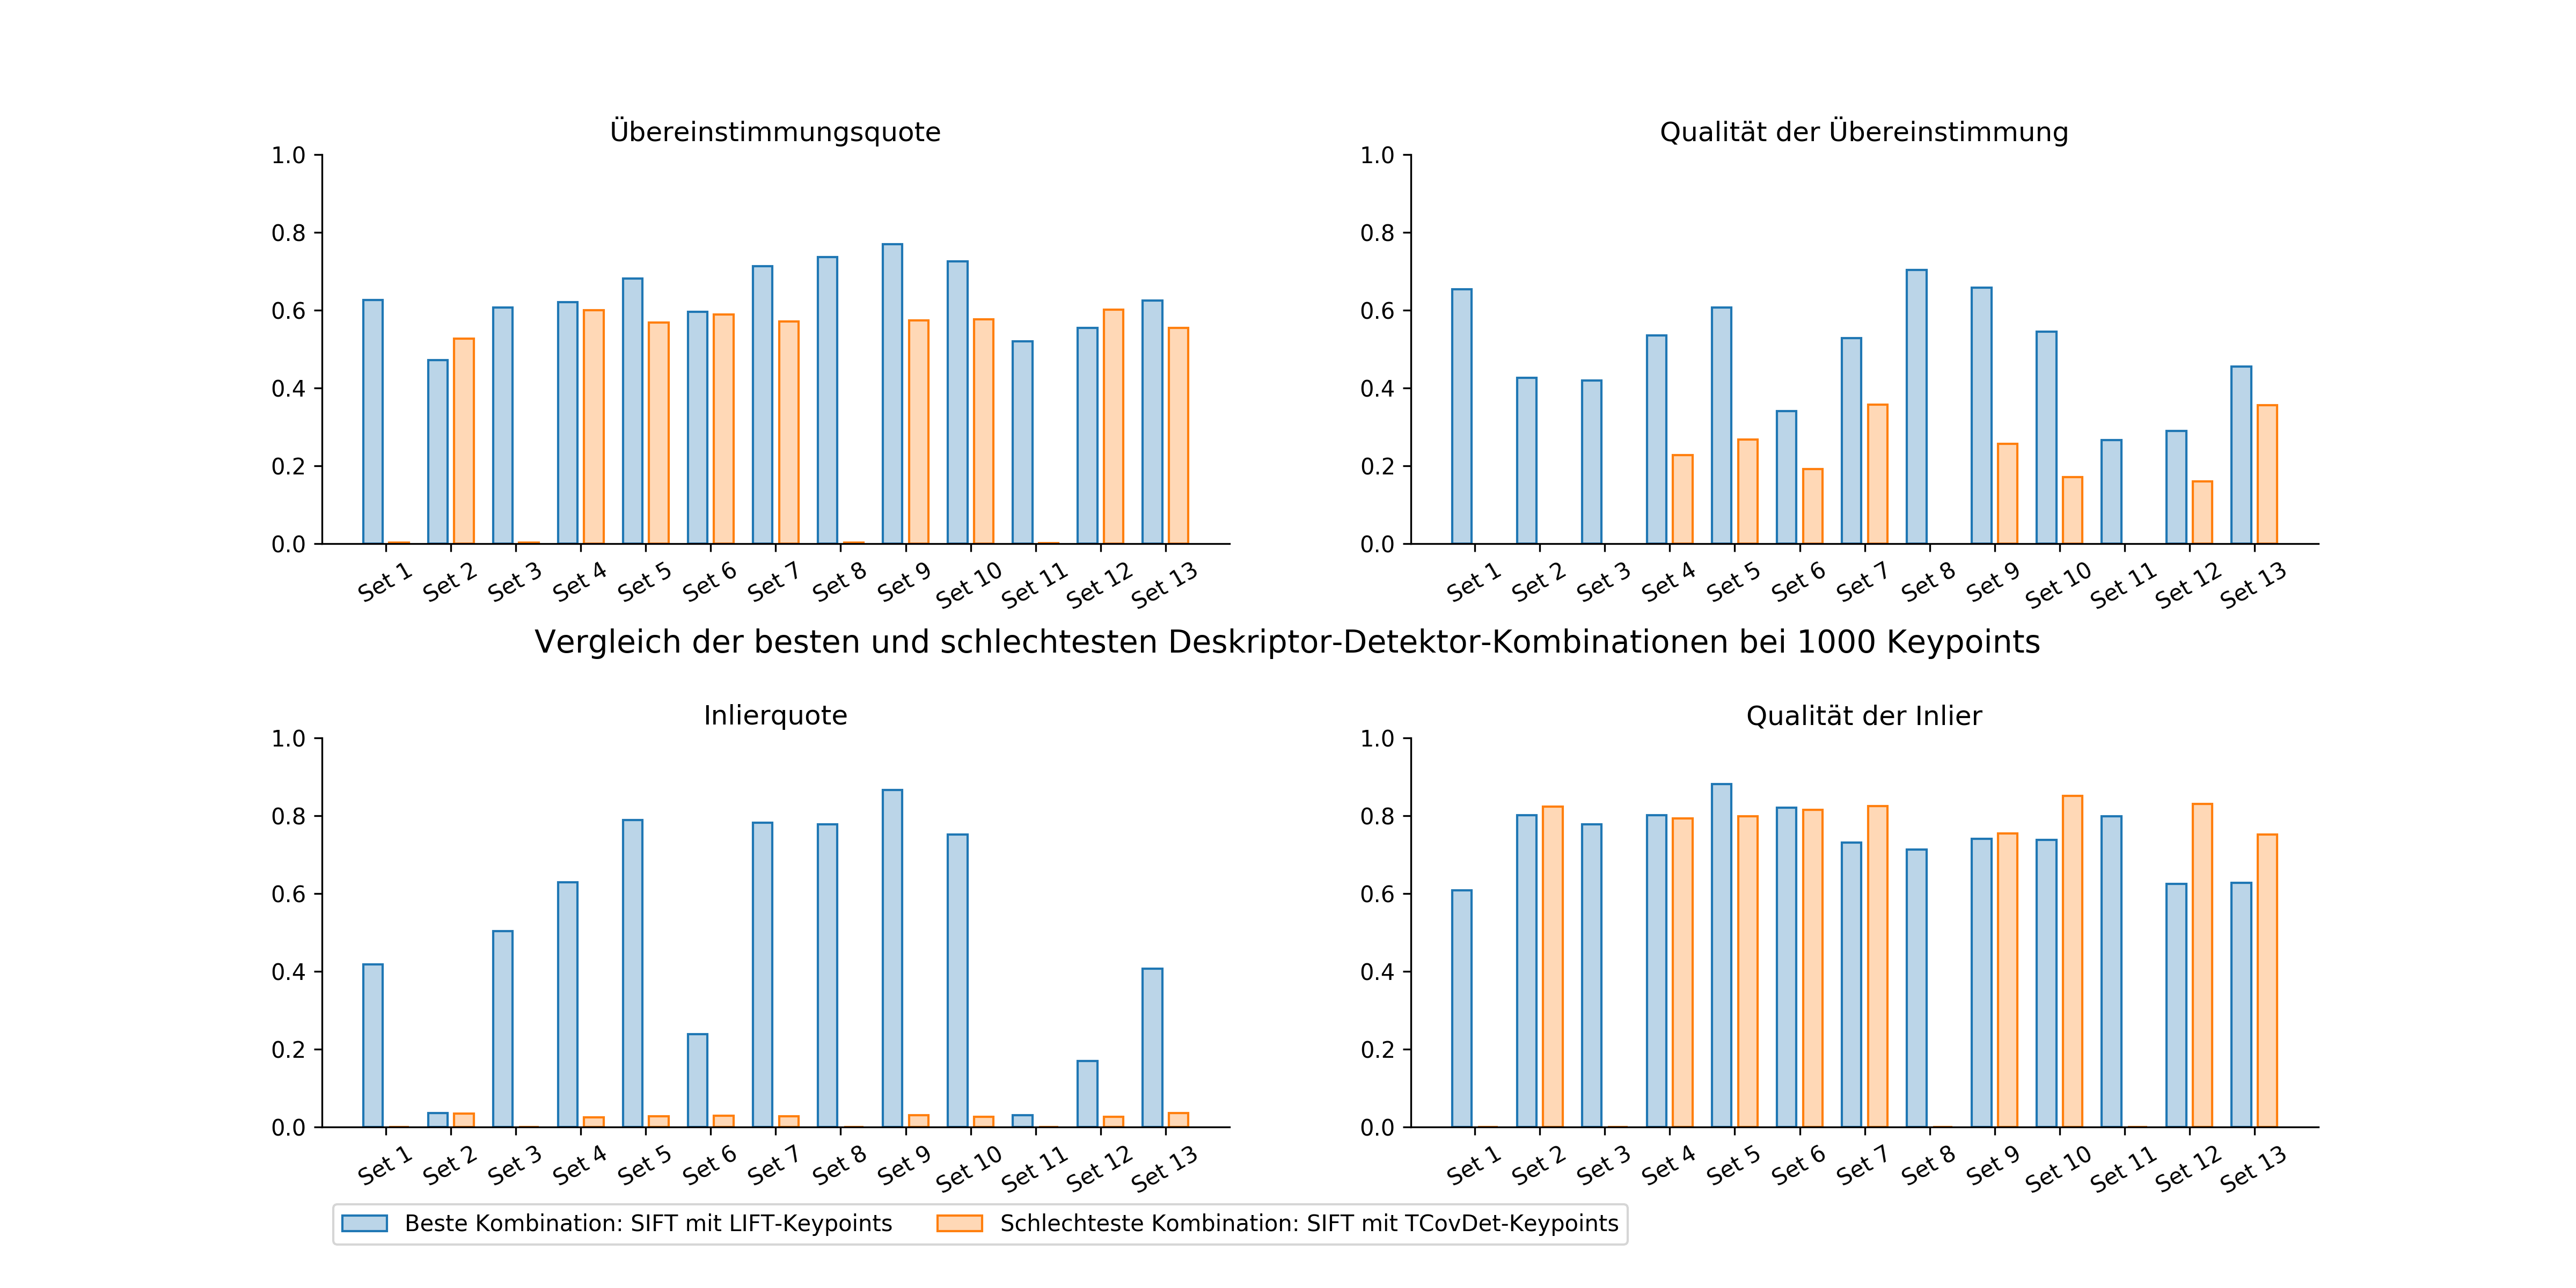 Übereinstimmungsquote
1.0
0.8
0.6
0.4
0.2
0.0
Set 1 Set 2 Set 3 Set 4 Set 5 Set 6 Set 7 Set 8 Set 9 Set 10 Set 11 Set 12 Set 13
Qualität der Übereinstimmung
1.0
0.8
0.6
0.4
0.2
0.0
Set 1 Set 2 Set 3 Set 4 Set 5 Set 6 Set 7 Set 8 Set 9 Set 10 Set 11 Set 12 Set 13
Vergleich der besten und schlechtesten Deskriptor-Detektor-Kombinationen bei 1000 Keypoints
Inlierquote
1.0
0.8
0.6
0.4
0.2
0.0
Set 1 Set 2 Set 3 Set 4 Set 5 Set 6 Set 7 Set 8 Set 9 Set 10 Set 11 Set 12 Set 13
Qualität der Inlier
1.0
0.8
0.6
0.4
0.2
0.0
Set 1 Set 2 Set 3 Set 4 Set 5 Set 6 Set 7 Set 8 Set 9 Set 10 Set 11 Set 12 Set 13
Beste Kombination: SIFT mit LIFT-Keypoints Schlechteste Kombination: SIFT mit TCovDet-Keypoints